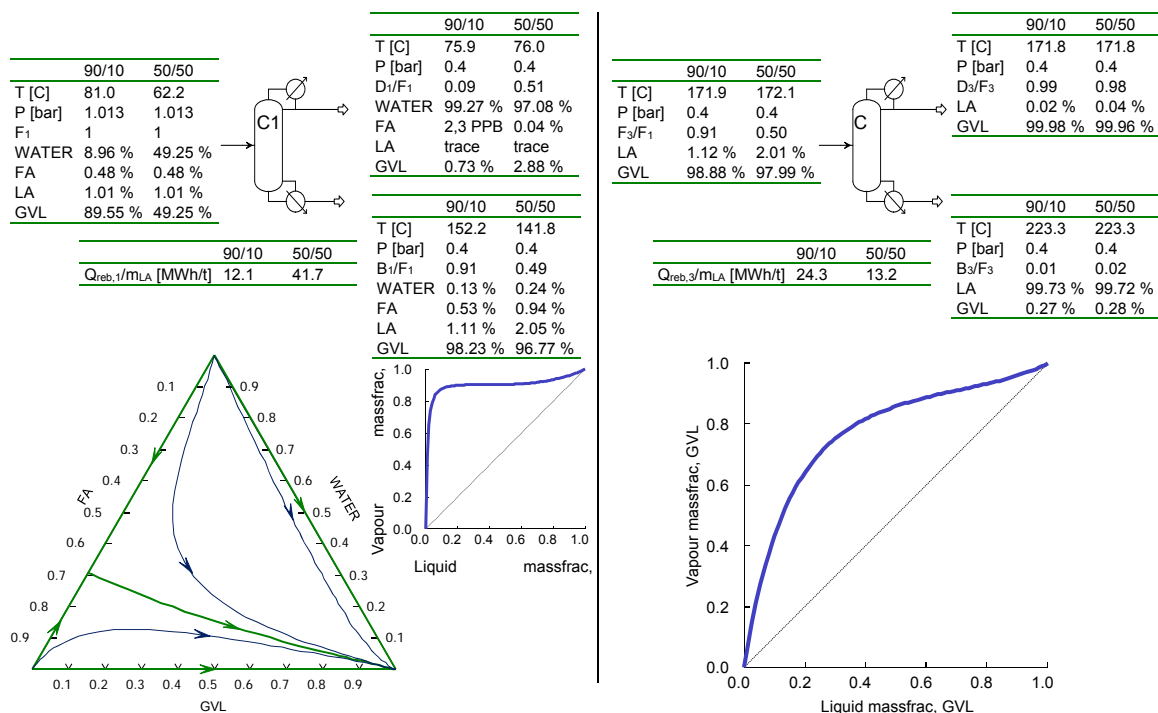 90/10 50/50
T [C] 81.0 62.2
P [bar] 1.013 1.013
F1 1 1
WATER 8.96 % 49.25 %
FA 0.48 % 0.48 %
LA 1.01 % 1.01 %
GVL 89.55 % 49.25 %
C1
90/10 50/50
T [C] 75.9 76.0
P [bar] 0.4 0.4
D1/F1 0.09 0.51
WATER 99.27 % 97.08 %
FA 2,3 PPB 0.04 %
LA trace trace
GVL 0.73 % 2.88 %
90/10 50/50
T [C] 152.2 141.8
P [bar] 0.4 0.4
B1/F1 0.91 0.49
WATER 0.13 % 0.24 %
FA 0.53 % 0.94 %
LA 1.11 % 2.05 %
GVL 98.23 % 96.77 %
90/10 50/50
Qreb,1/mLA [MWh/t] 12.1 41.7
0.1 0.9
0.2 0.8
0.3 0.7
0.6
FA WATER
0.5 0.5
0.6 0.4
0.7 0.3
0.8 0.2
0.9 0.1
0.1 0.2 0.3 0.4 0.5 0.6 0.7 0.8 0.9
GVL
Vapour massfrac,
1.0
0.8
0.6
0.4
0.2
0.0
0.0 0.2 0.4 0.6 0.8 1.0
Liquid massfrac,
90/10 50/50
T [C] 171.9 172.1
P [bar] 0.4 0.4
F3/F1 0.91 0.50
LA 1.12 % 2.01 %
GVL 98.88 % 97.99 %
C
90/10 50/50
T [C] 171.8 171.8
P [bar] 0.4 0.4
D3/F3 0.99 0.98
LA 0.02 % 0.04 %
GVL 99.98 % 99.96 %
90/10 50/50
T [C] 223.3 223.3
P [bar] 0.4 0.4
B3/F3 0.01 0.02
LA 99.73 % 99.72 %
GVL 0.27 % 0.28 %
90/10 50/50
Qreb,3/mLA [MWh/t] 24.3 13.2
Vapour massfrac, GVL
1.0
0.8
0.6
0.4
0.2
0.0
0.0 0.2 0.4 0.6 0.8 1.0
Liquid massfrac, GVL